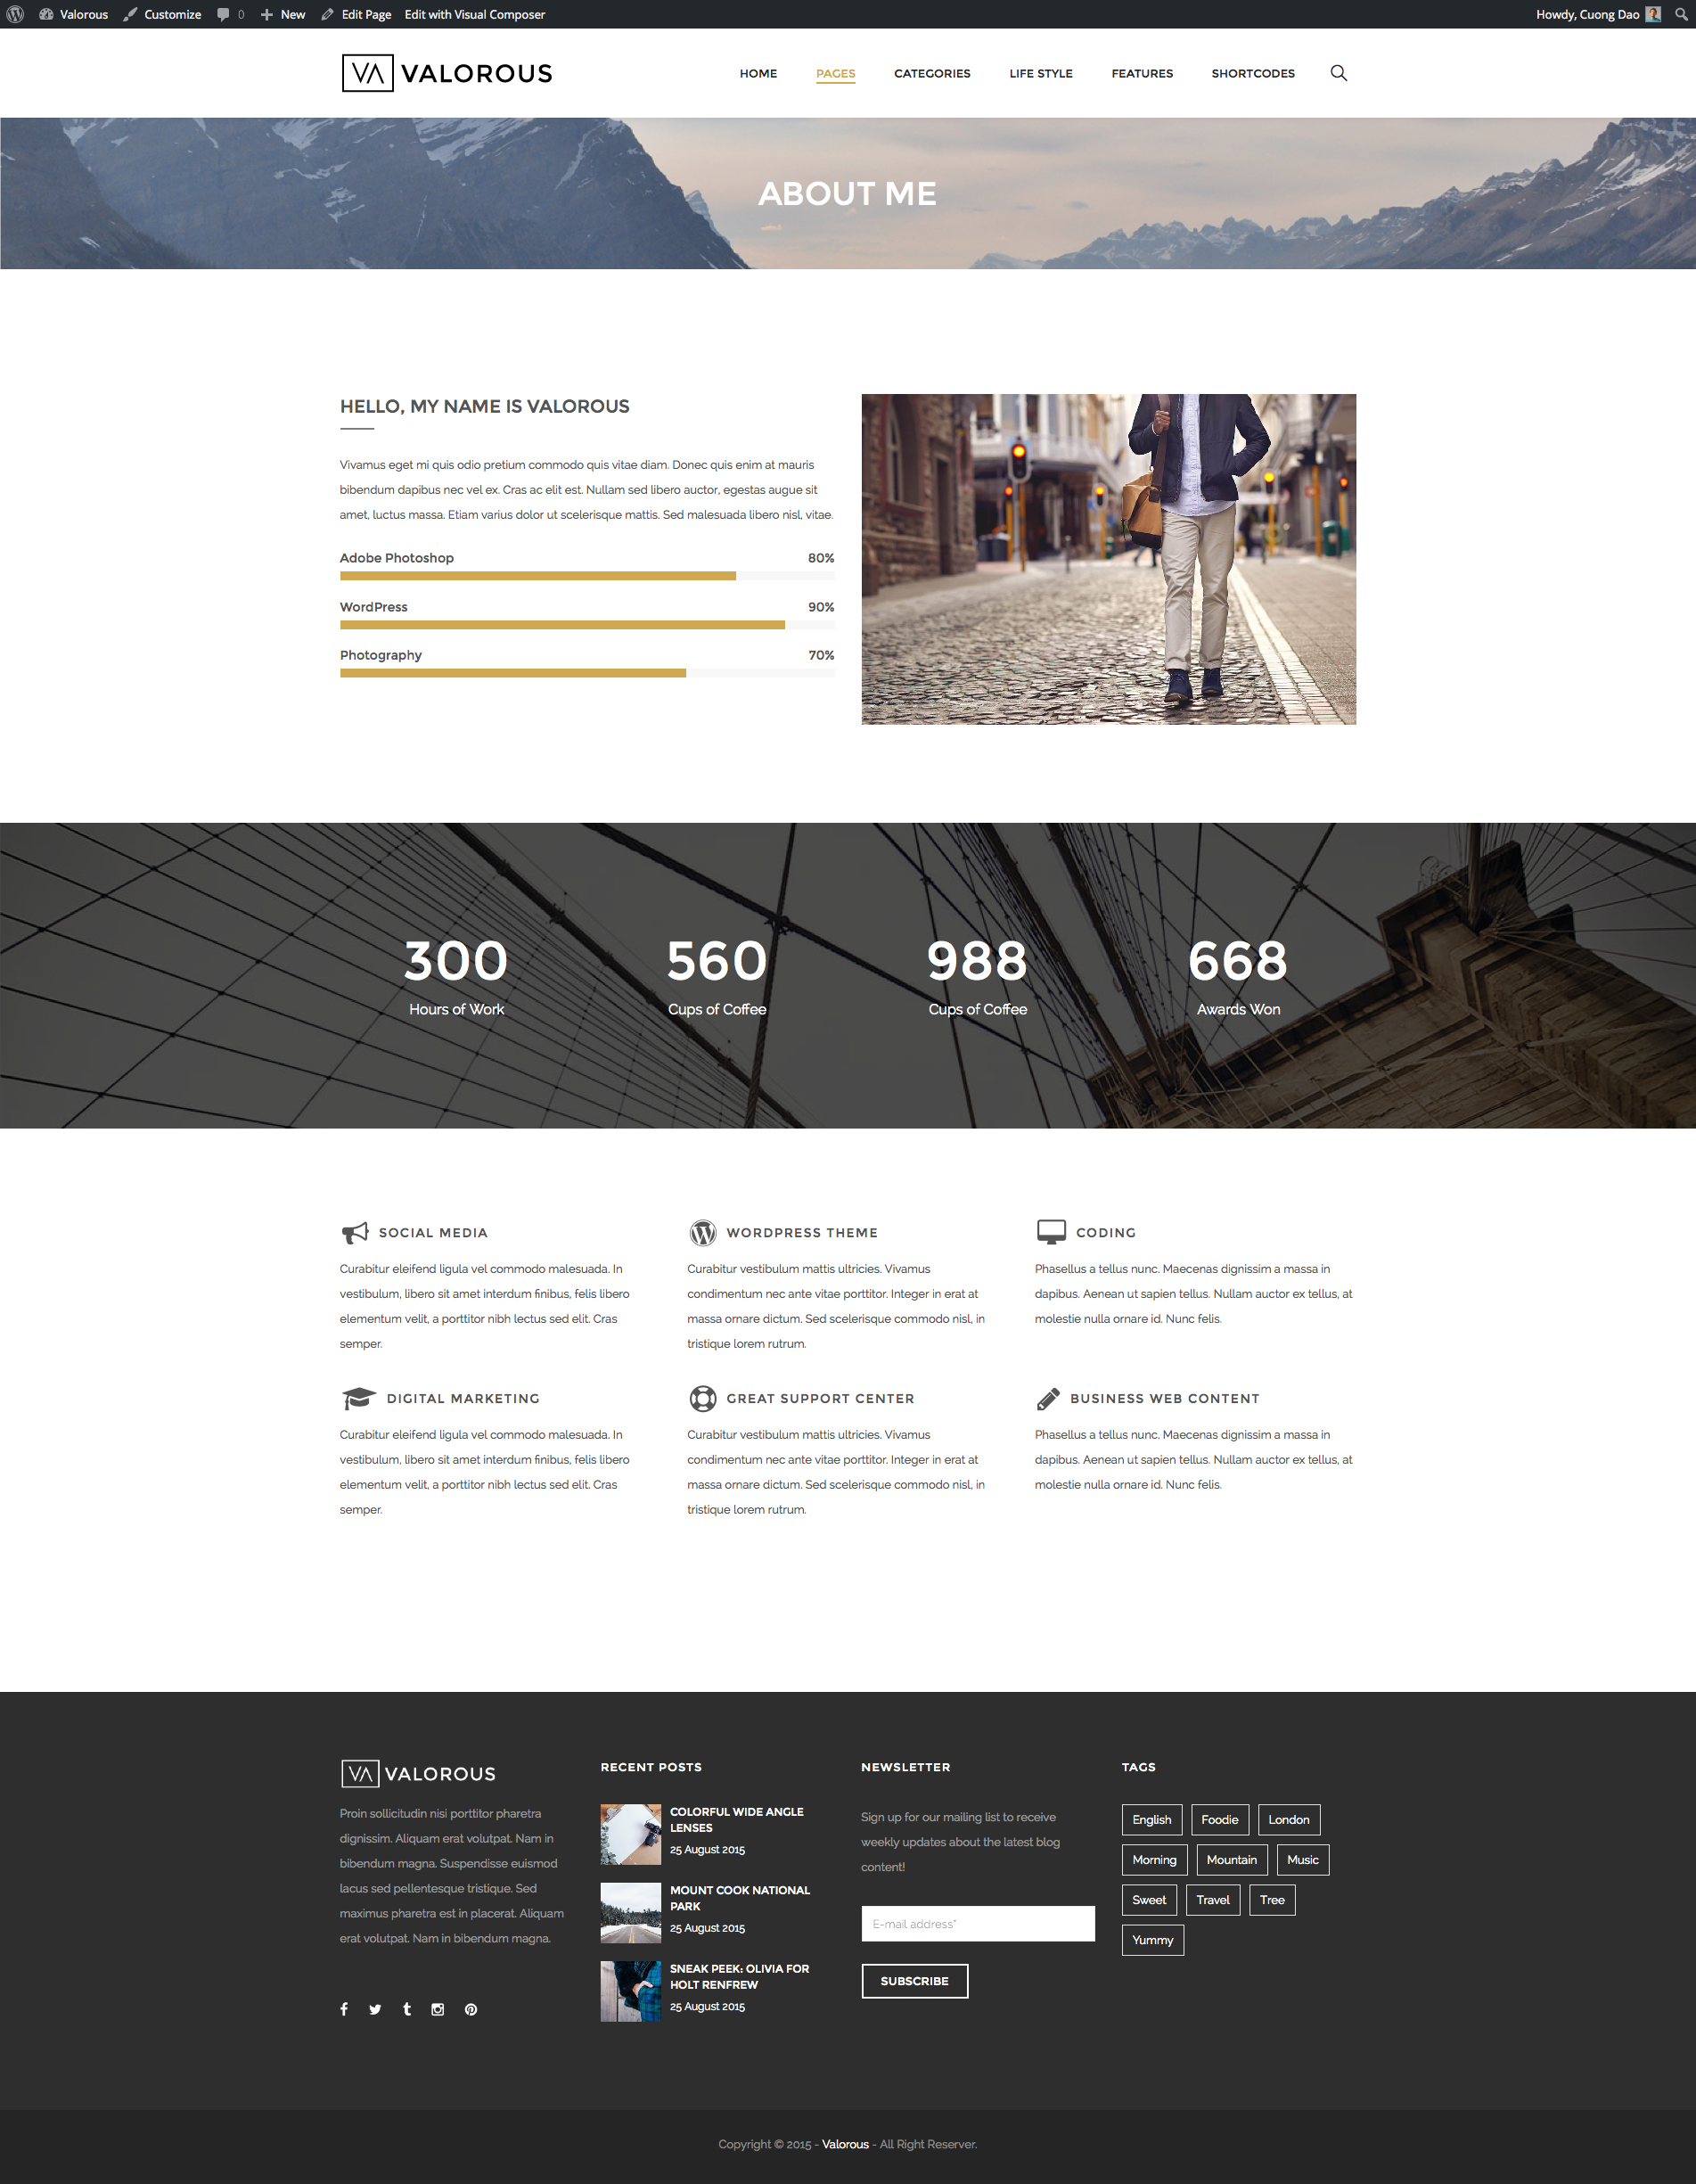 Valorous Customize 0 New Edit Page Edit with Visual Composer Howdy, Cuong Dao
VA VALOROUS
HOME PAGES CATEGORIES LIFE STYLE FEATURES SHORTCODES
ABOUT ME
HELLO, MY NAME IS VALOROUS
Vivamus eget mi quis odio pretium commodo quis vitae diam. Donec quis enim at mauris
bibendum dapibus nec vel ex. Cras ac elit est. Nullam sed libero auctor, egestas augue sit
amet, luctus massa. Etiam varius dolor ut scelerisque mattis. Sed malesuada libero nisl, vitae.
Adobe Photoshop 80%
WordPress 90%
Photography 70%
300 560 988 668
Hours of Work Cups of Coffee Cups of Coffee Awards Won
SOCIAL MEDIA
Curabitur eleifend ligula vel commodo malesuada. In
vestibulum, libero sit amet interdum finibus, felis libero
elementum velit, a porttitor nibh lectus sed elit. Cras
semper.
WORDPRESS THEME
Curabitur vestibulum mattis ultricies. Vivamus
condimentum nec ante vitae porttitor. Integer in erat at
massa ornare dictum. Sed scelerisque commodo nisl, in
tristique lorem rutrum.
CODING
Phasellus a tellus nunc. Maecenas dignissim a massa in
dapibus. Aenean ut sapien tellus. Nullam auctor ex tellus, at
molestie nulla ornare id. Nunc felis.
DIGITAL MARKETING
Curabitur eleifend ligula vel commodo malesuada. In
vestibulum, libero sit amet interdum finibus, felis libero
elementum velit, a porttitor nibh lectus sed elit. Cras
semper.
GREAT SUPPORT CENTER
Curabitur vestibulum mattis ultricies. Vivamus
condimentum nec ante vitae porttitor. Integer in erat at
massa ornare dictum. Sed scelerisque commodo nisl, in
tristique lorem rutrum.
BUSINESS WEB CONTENT
Phasellus a tellus nunc. Maecenas dignissim a massa in
dapibus. Aenean ut sapien tellus. Nullam auctor ex tellus, at
molestie nulla ornare id. Nunc felis.
VA VALOROUS
Proin sollicitudin nisi porttitor pharetra
dignissim. Aliquam erat volutpat. Nam in
bibendum magna. Suspendisse euismod
lacus sed pellentesque tristique. Sed
maximus pharetra est in placerat. Aliquam
erat volutpat. Nam in bibendum magna.
RECENT POSTS
COLORFUL WIDE ANGLE
LENSES
25 August 2015
MOUNT COOK NATIONAL
PARK
25 August 2015
SNEAK PEEK: OLIVIA FOR
HOLT RENFREW
25 August 2015
NEWSLETTER
Sign up for our mailing list to receive
weekly updates about the latest blog
content!
E-mail address*
SUBSCRIBE
TAGS
English Foodie London
Morning Mountain Music
Sweet Travel Tree
Yummy
Copyright © 2015 - Valorous - All Right Reserver.